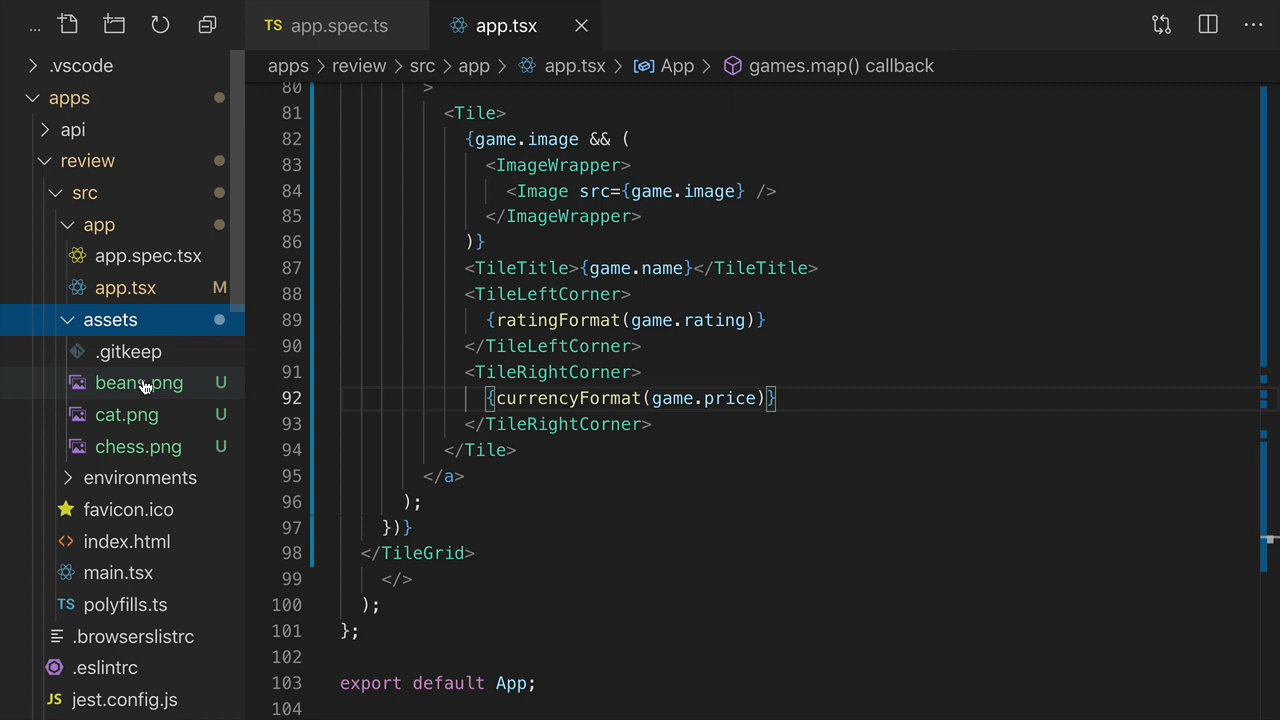 ...
TS app.spec.ts
app.tsx
apps > review > src > app > app.tsx > App > games.map() callback
.vscode
apps
api
review
src
app
app.spec.tsx
app.tsx M
assets
.gitkeep
beans.png U
cat.png U
chess.png U
environments
favicon.ico
<> index.html
main.tsx
TS polyfills.ts
.browserslistrc
.eslintrc
JS jest.config.js
80 >
81 <Tile>
82 {game.image && (
83 <ImageWrapper>
84 <Image src={game.image} />
85 </ImageWrapper>
86 )}
87 <TileTitle>{game.name}</TileTitle>
88 <TileLeftCorner>
89 {ratingFormat(game.rating)}
90 </TileLeftCorner>
91 <TileRightCorner>
92 {currencyFormat(game.price)}
93 </TileRightCorner>
94 </Tile>
95 </a>
96 );
97 })}
98 </TileGrid>
99 </>
100 );
101 };
102
103 export default App;
104